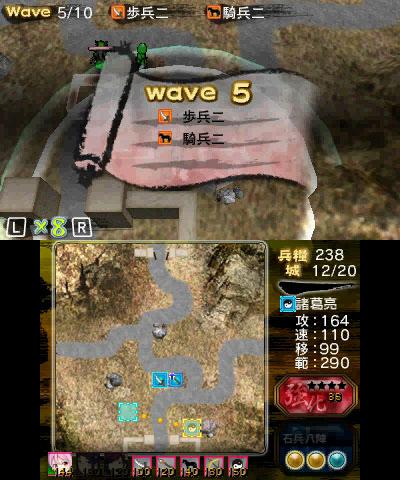 Wave 5/10 歩兵二 騎兵二
wave 5
歩兵二
騎兵二
L ×8 R
兵糧 238
城 12/20
諸葛亮
攻：164
速：110
移：99
範：290
強化 35
石兵八陣